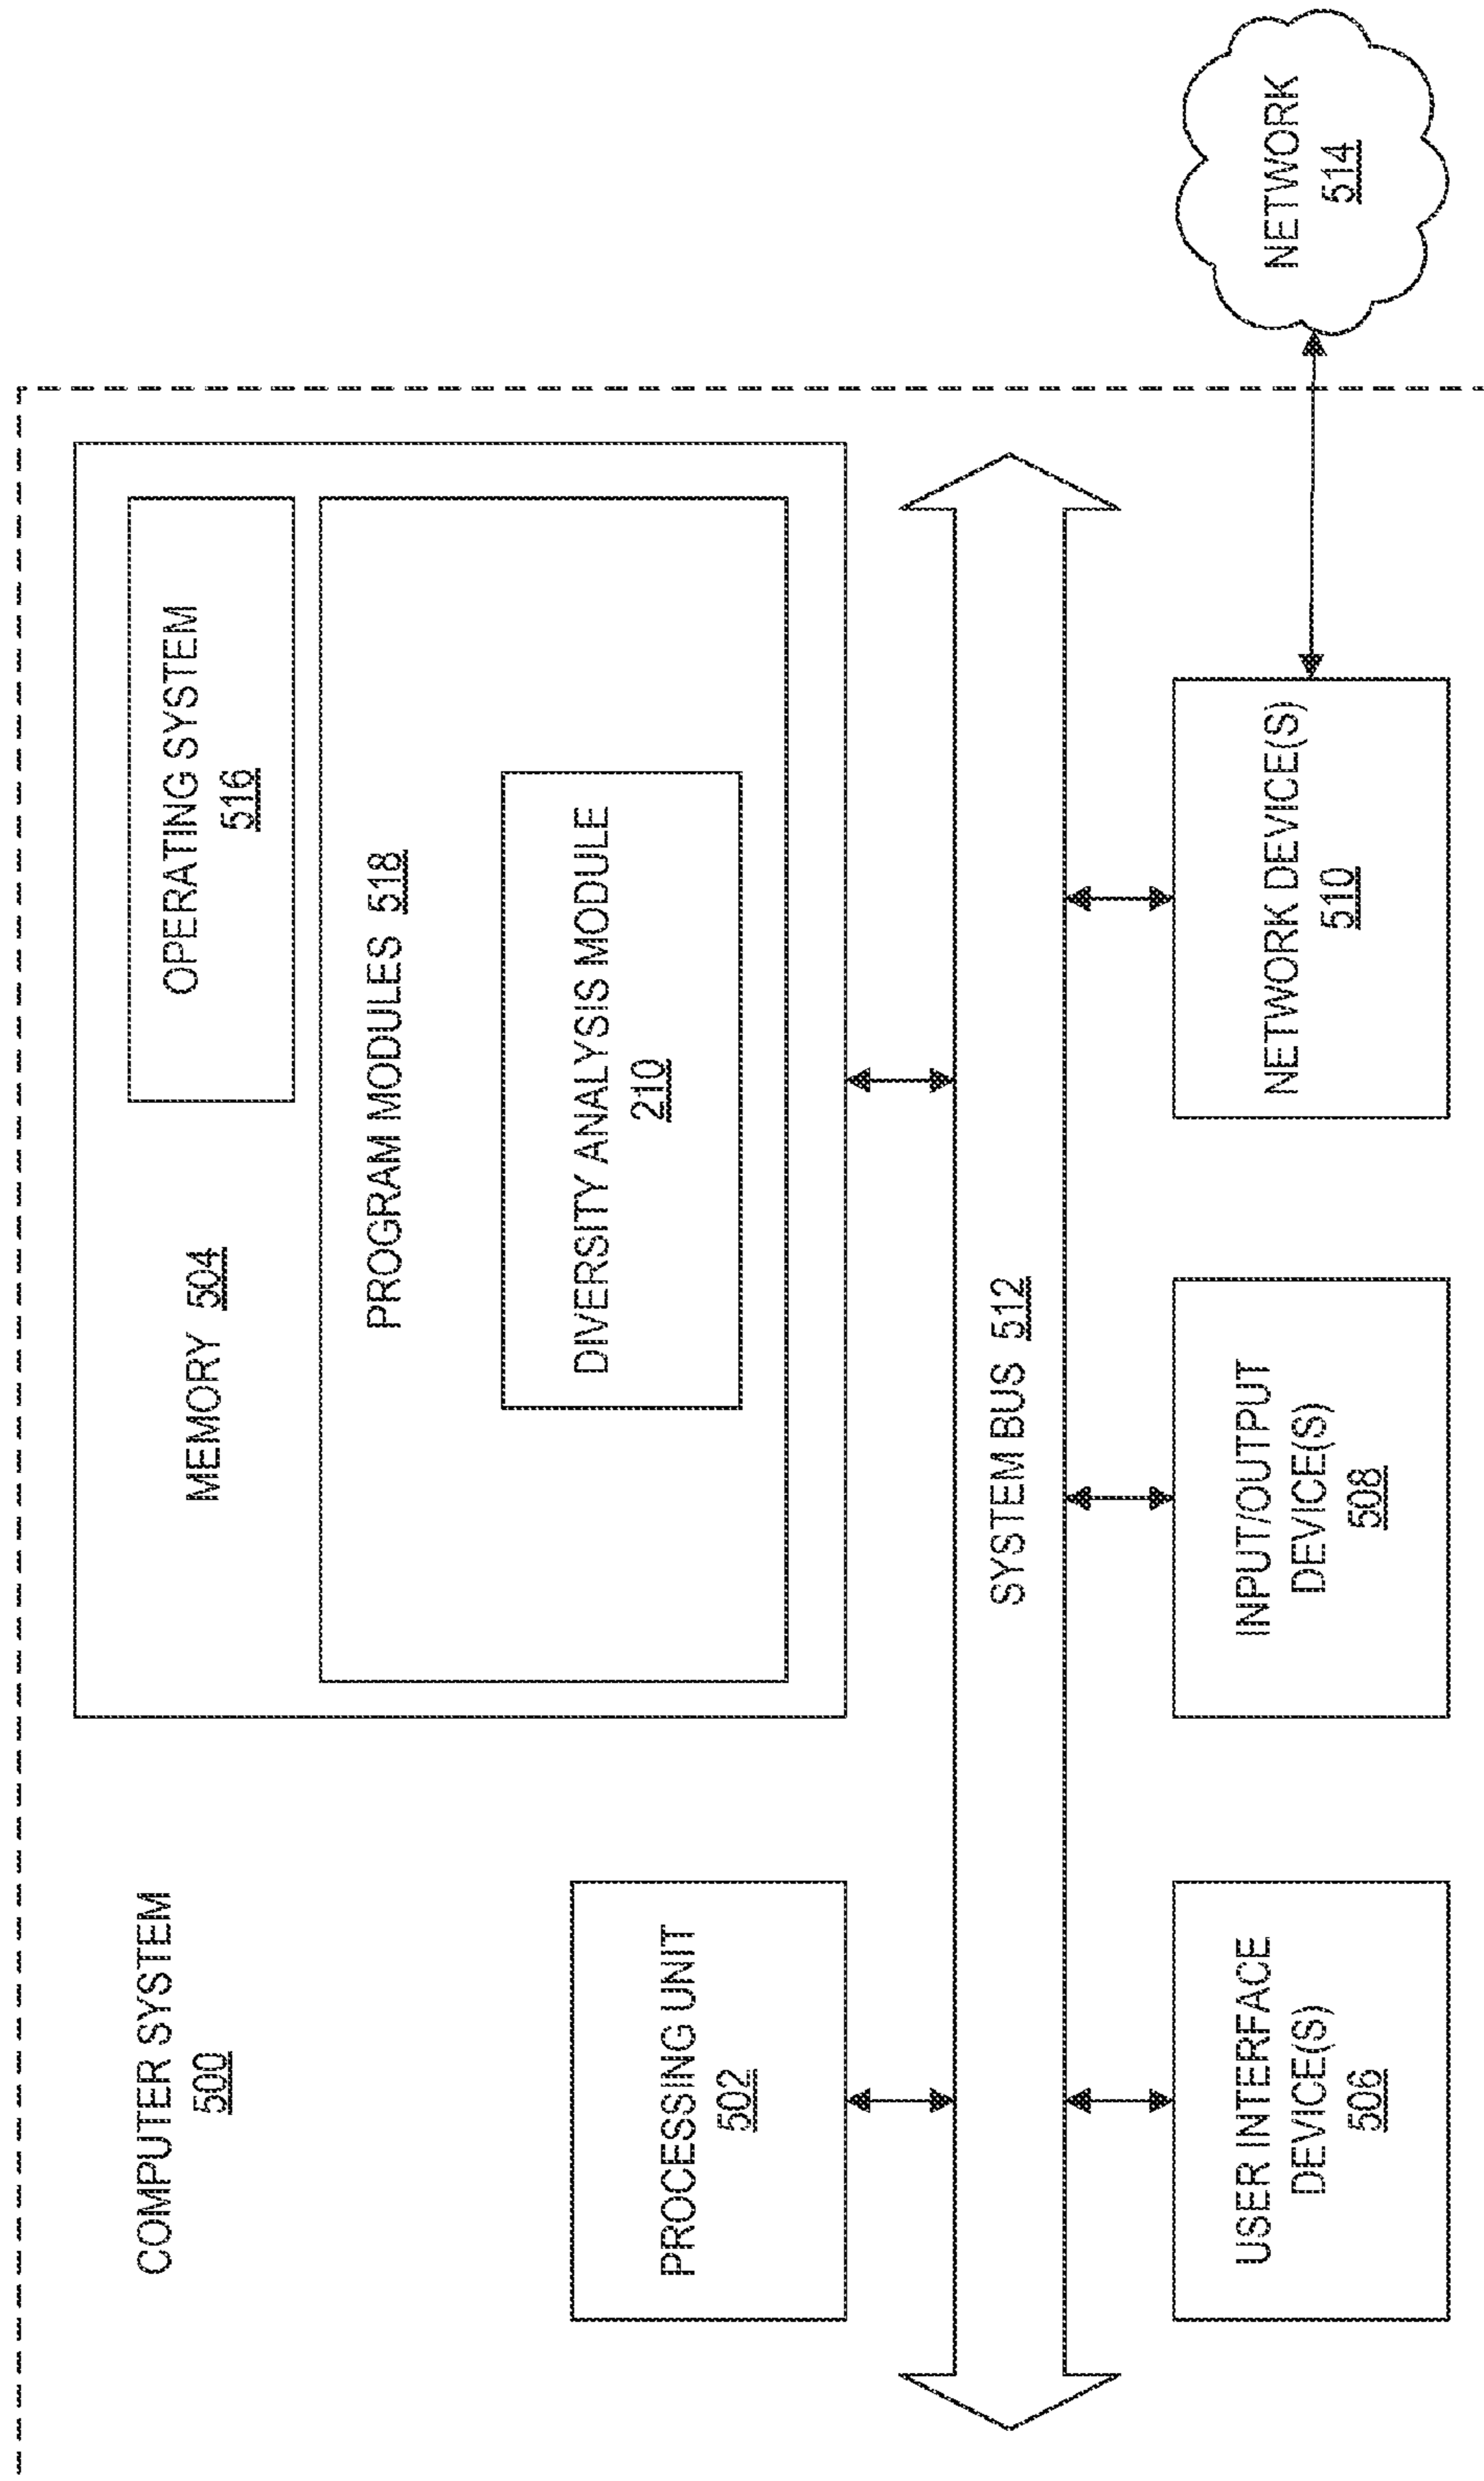 COMPUTER SYSTEM
500
MEMORY 504
OPERATING SYSTEM
516
PROGRAM MODULES 518
DIVERSITY ANALYSIS MODULE
210
PROCESSING UNIT
502
SYSTEM BUS 512
USER INTERFACE
DEVICE(S)
506
INPUT/OUTPUT
DEVICE(S)
508
NETWORK DEVICE(S)
510
NETWORK
514